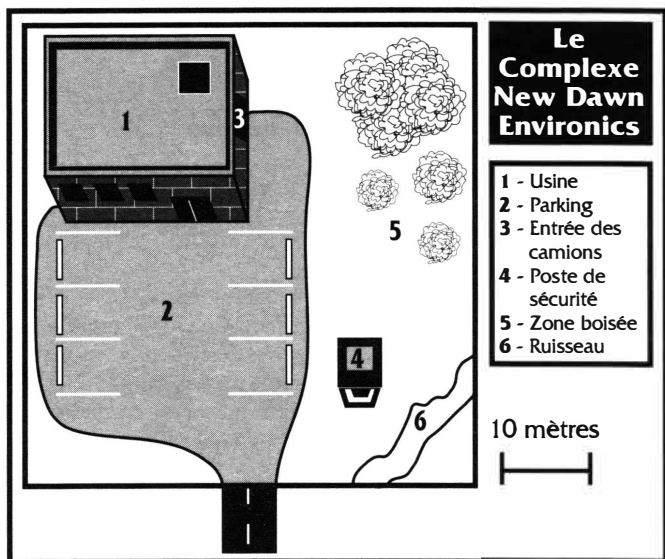 Le
Complexe
New Dawn
Environics
1 - Usine
2 - Parking
3 - Entrée des
camions
4 - Poste de
sécurité
5 - Zone boisée
6 - Ruisseau
10 mètres
1
3
2
5
4
6